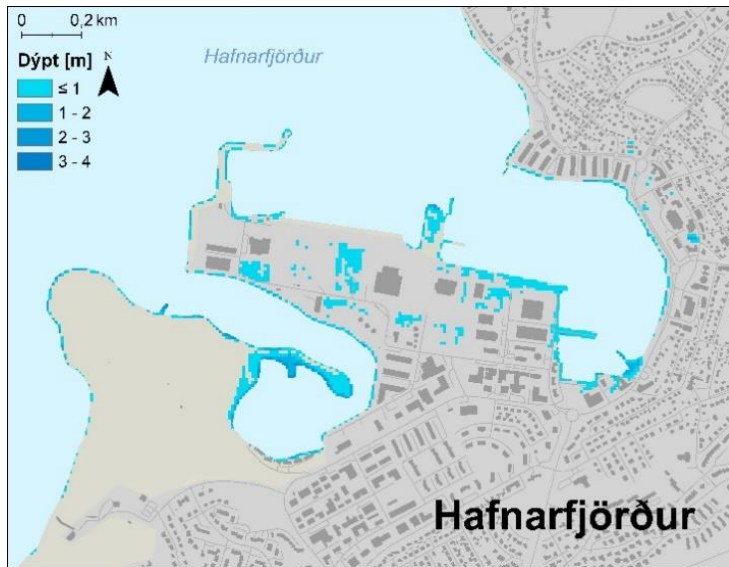 0 0,2 km
Dýpt [m]
N
≤ 1
1 - 2
2 - 3
3 - 4
Hafnarfjörður
Hafnarfjörður